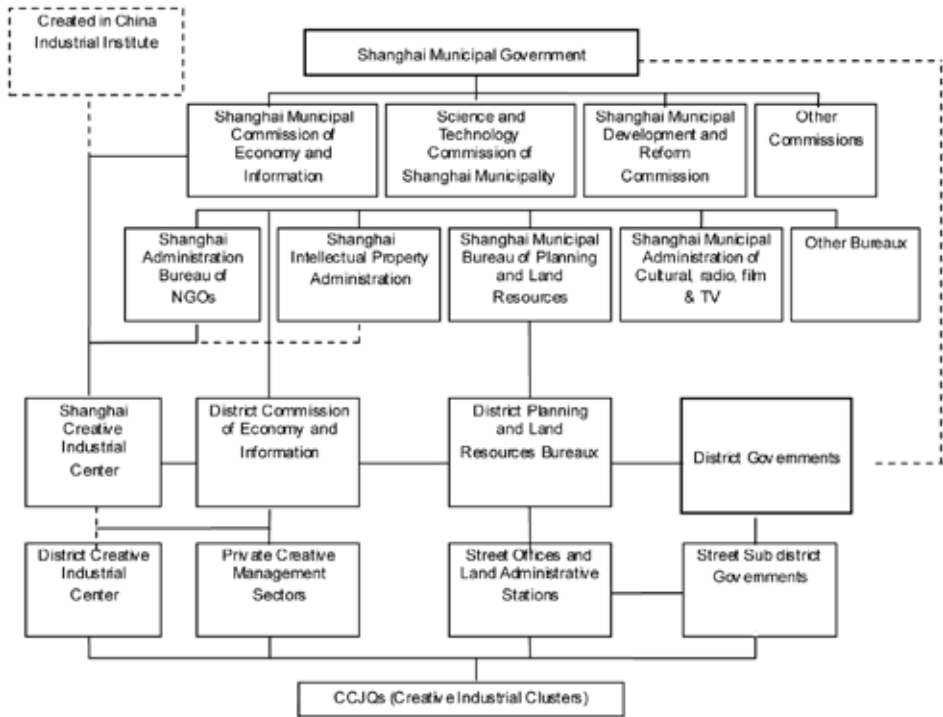 Created in China
Industrial Institute
Shanghai Municipal Government
Shanghai Municipal
Commission of
Economy and
Information
Science and
Technology
Commission of
Shanghai Municipality
Shanghai Municipal
Development and
Reform
Commission
Other
Commissions
Shanghai
Administration
Bureau of
NGOs
Shanghai
Intellectual Property
Administration
Shanghai Municipal
Bureau of Planning
and Land
Resources
Shanghai Municipal
Administration of
Cultural, radio, film
& TV
Other Bureaux
Shanghai
Creative
Industrial
Center
District Commission
of Economy and
Information
District Planning
and Land
Resources Bureaux
District Governments
District Creative
Industrial
Center
Private Creative
Management
Sectors
Street Offices and
Land Administrative
Stations
Street Sub district
Governments
CCJQs (Creative Industrial Clusters)